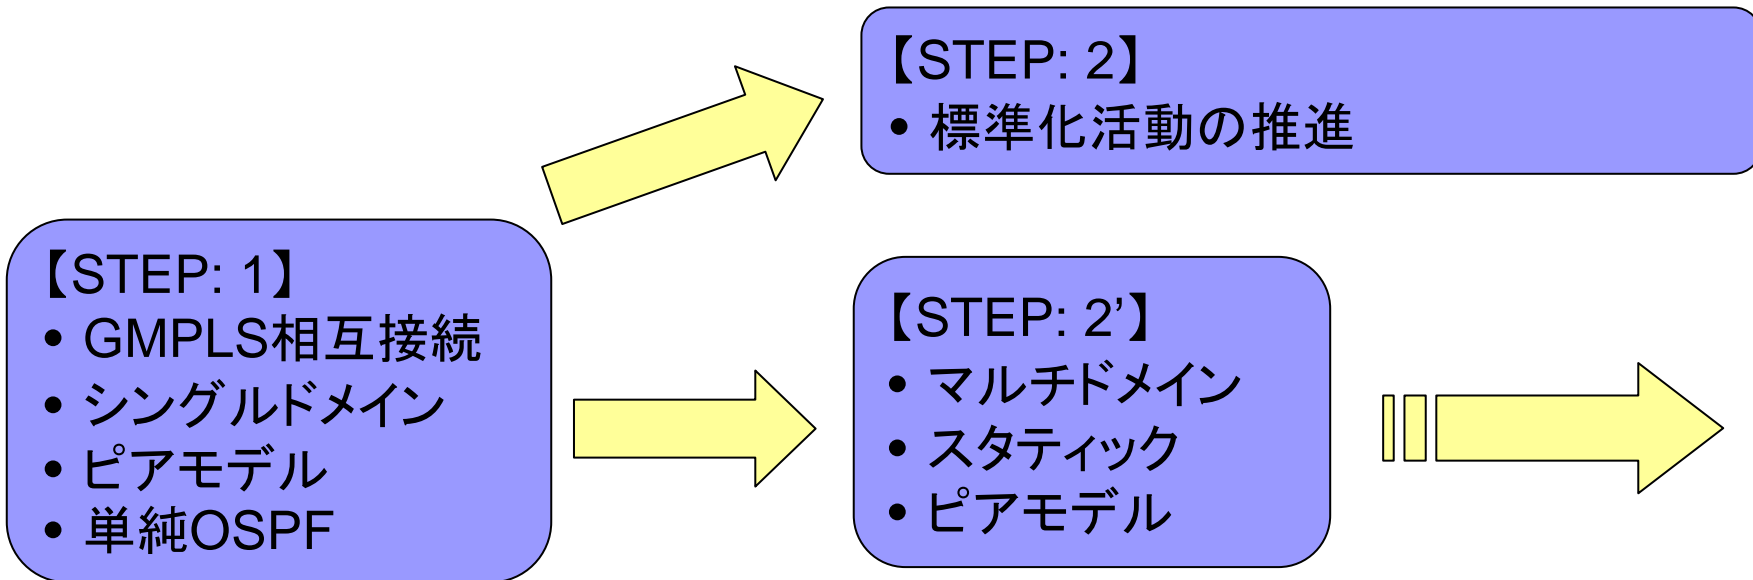 【STEP: 2】
• 標準化活動の推進
【STEP: 1】
• GMPLS相互接続
• シングルドメイン
• ピアモデル
• 単純OSPF
【STEP: 2’】
• マルチドメイン
• スタティック
• ピアモデル